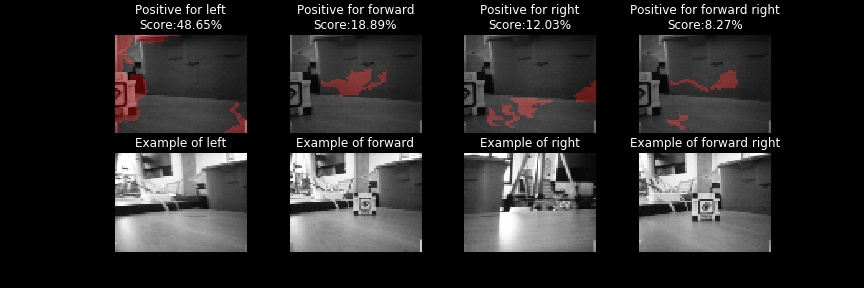 Positive for left
Score:48.65%
Positive for forward
Score:18.89%
Positive for right
Score:12.03%
Positive for forward right
Score:8.27%
Example of left
Example of forward
Example of right
Example of forward right